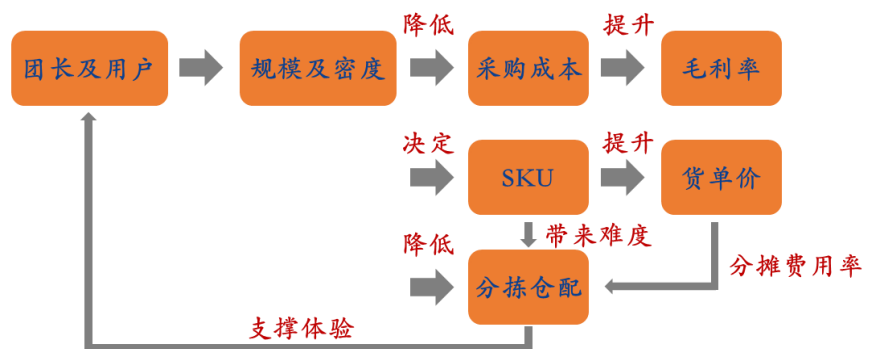 降低
提升
团长及用户
规模及密度
采购成本
毛利率
决定
提升
SKU
货单价
降低
带来难度
分摊费用率
分拣仓配
支撑体验